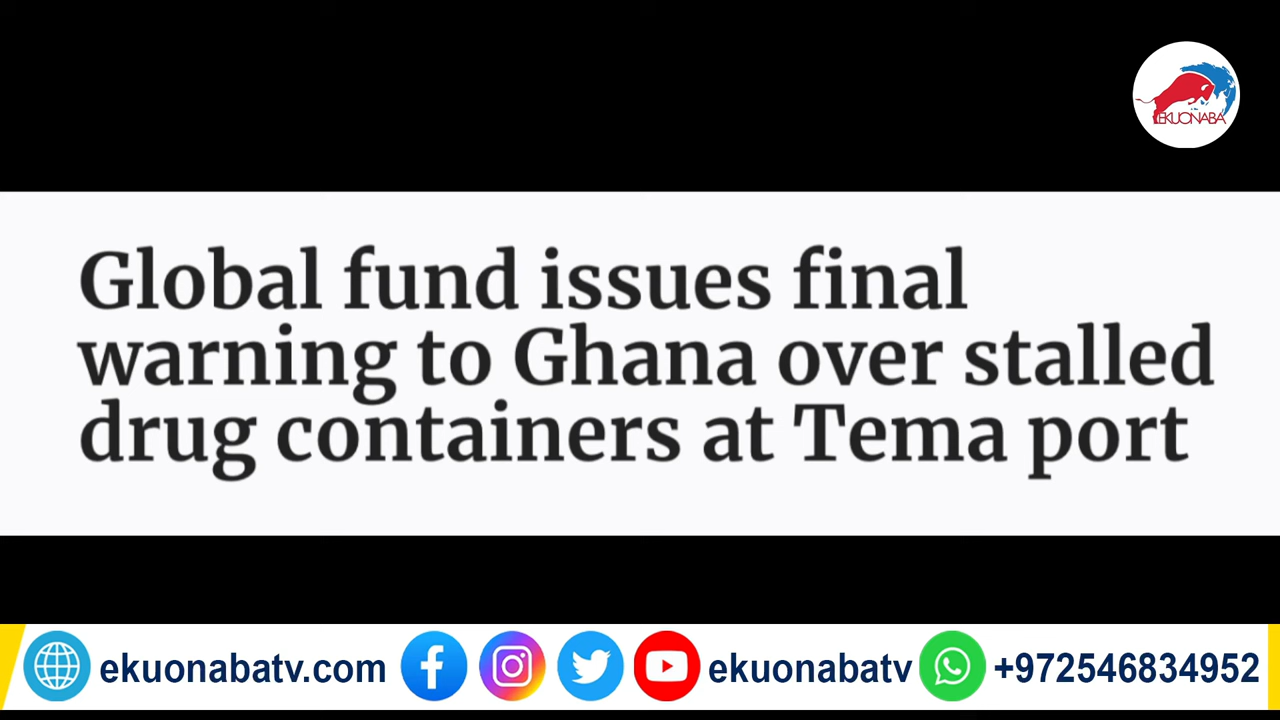 EKUONABA
Global fund issues final
warning to Ghana over stalled
drug containers at Tema port
ekuonabatv.com
ekuonabatv
+972546834952